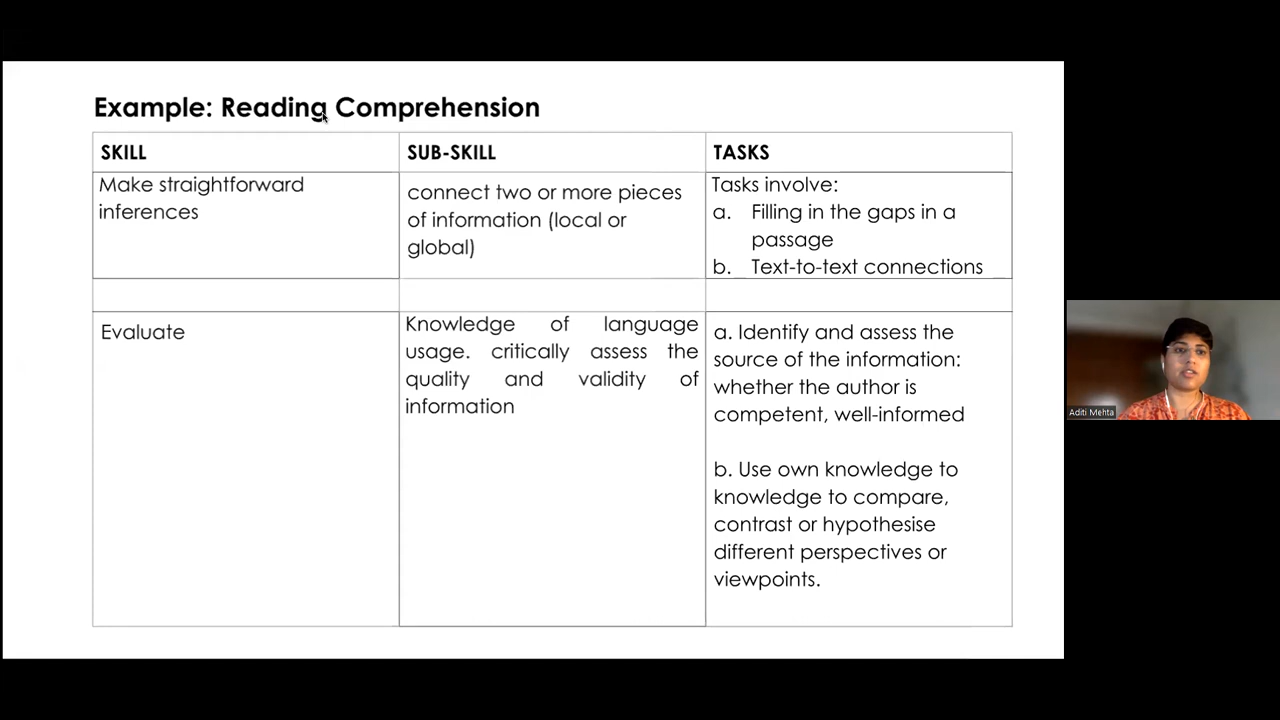 Example: Reading Comprehension
SKILL
SUB-SKILL
TASKS
Make straightforward
inferences
connect two or more pieces
of information (local or
global)
Tasks involve:
a. Filling in the gaps in a
passage
b. Text-to-text connections
Evaluate
Knowledge of language
usage. critically assess the
quality and validity of
information
a. Identify and assess the
source of the information:
whether the author is
competent, well-informed
b. Use own knowledge to
knowledge to compare,
contrast or hypothesise
different perspectives or
viewpoints.
Aditi Mehta